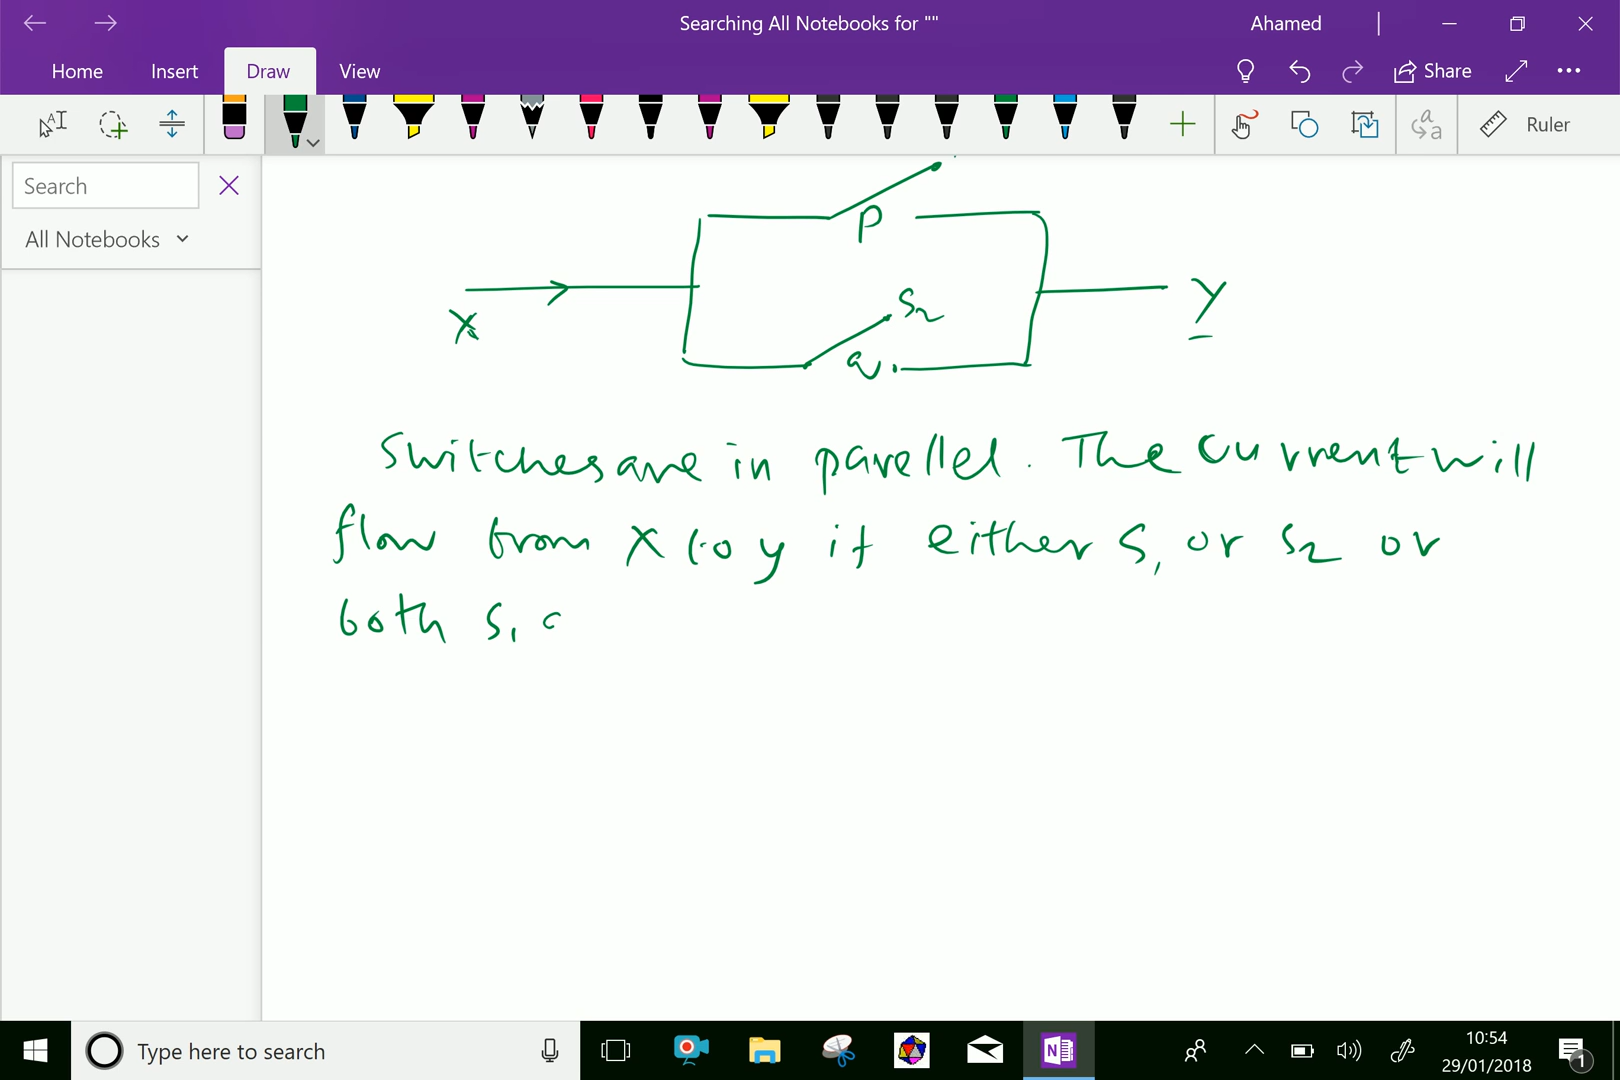 Searching All Notebooks for ""
Ahamed
Home Insert Draw View
Share
Ruler
Search
All Notebooks
P
X
Y
S2
q
Switches are in parellel. The current will
flow from X to y if either S1 or S2 or
both S1
Type here to search
N
10:54
29/01/2018
1